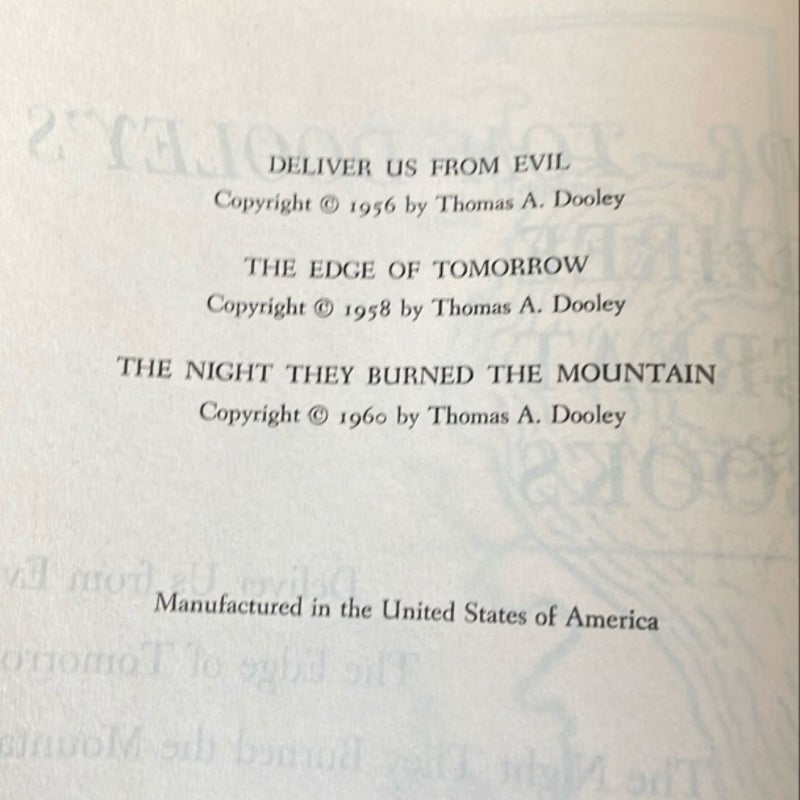 DELIVER US FROM EVIL
Copyright © 1956 by Thomas A. Dooley
THE EDGE OF TOMORROW
Copyright © 1958 by Thomas A. Dooley
THE NIGHT THEY BURNED THE MOUNTAIN
Copyright © 1960 by Thomas A. Dooley
Manufactured in the United States of America